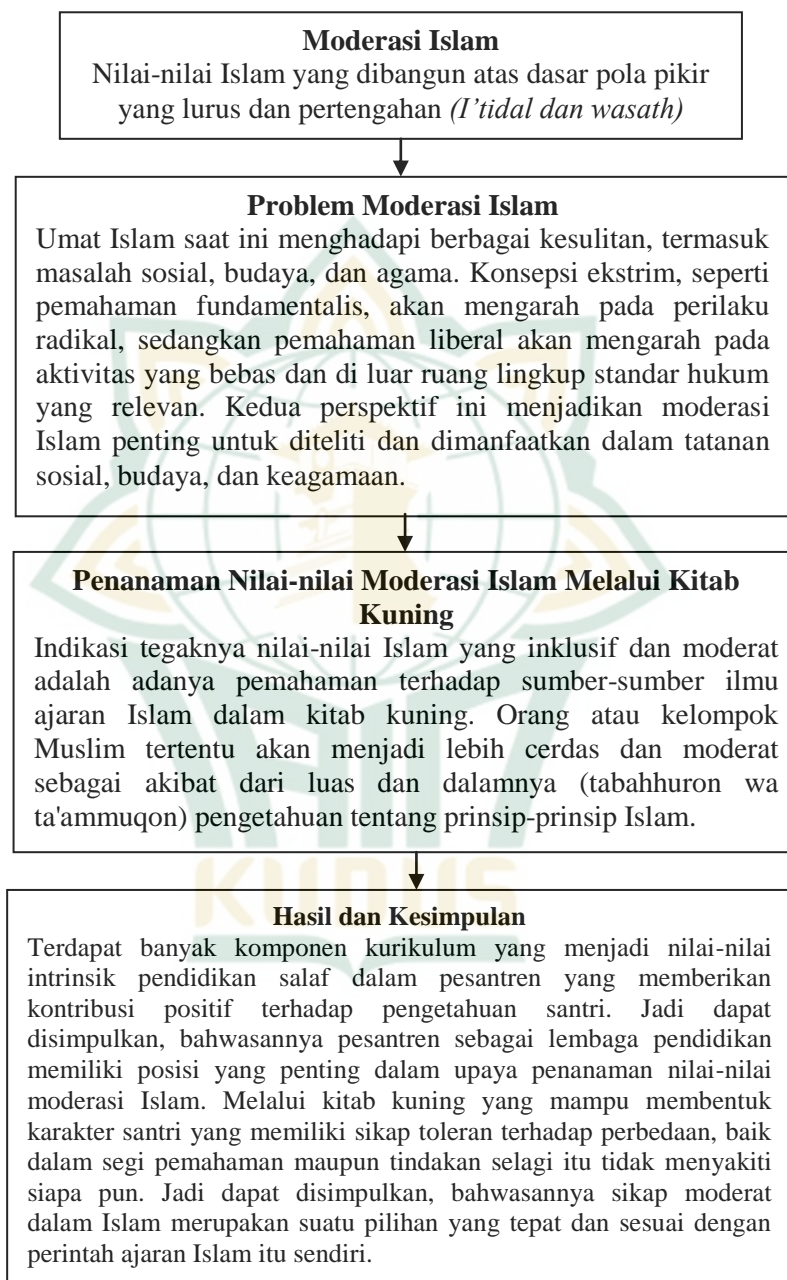 Moderasi Islam
Nilai-nilai Islam yang dibangun atas dasar pola pikir
yang lurus dan pertengahan (I'tidal dan wasath)
Problem Moderasi Islam
Umat Islam saat ini menghadapi berbagai kesulitan, termasuk
masalah sosial, budaya, dan agama. Konsepsi ekstrim, seperti
pemahaman fundamentalis, akan mengarah pada perilaku
radikal, sedangkan pemahaman liberal akan mengarah pada
aktivitas yang bebas dan di luar ruang lingkup standar hukum
yang relevan. Kedua perspektif ini menjadikan moderasi
Islam penting untuk diteliti dan dimanfaatkan dalam tatanan
sosial, budaya, dan keagamaan.
Penanaman Nilai-nilai Moderasi Islam Melalui Kitab
Kuning
Indikasi tegaknya nilai-nilai Islam yang inklusif dan moderat
adalah adanya pemahaman terhadap sumber-sumber ilmu
ajaran Islam dalam kitab kuning. Orang atau kelompok
Muslim tertentu akan menjadi lebih cerdas dan moderat
sebagai akibat dari luas dan dalamnya (tabahhuron wa
ta'ammuqon) pengetahuan tentang prinsip-prinsip Islam.
KUDUS
Hasil dan Kesimpulan
Terdapat banyak komponen kurikulum yang menjadi nilai-nilai
intrinsik pendidikan salaf dalam pesantren yang memberikan
kontribusi positif terhadap pengetahuan santri. Jadi dapat
disimpulkan, bahwasannya pesantren sebagai lembaga pendidikan
memiliki posisi yang penting dalam upaya penanaman nilai-nilai
moderasi Islam. Melalui kitab kuning yang mampu membentuk
karakter santri yang memiliki sikap toleran terhadap perbedaan, baik
dalam segi pemahaman maupun tindakan selagi itu tidak menyakiti
siapa pun. Jadi dapat disimpulkan, bahwasannya sikap moderat
dalam Islam merupakan suatu pilihan yang tepat dan sesuai dengan
perintah ajaran Islam itu sendiri.